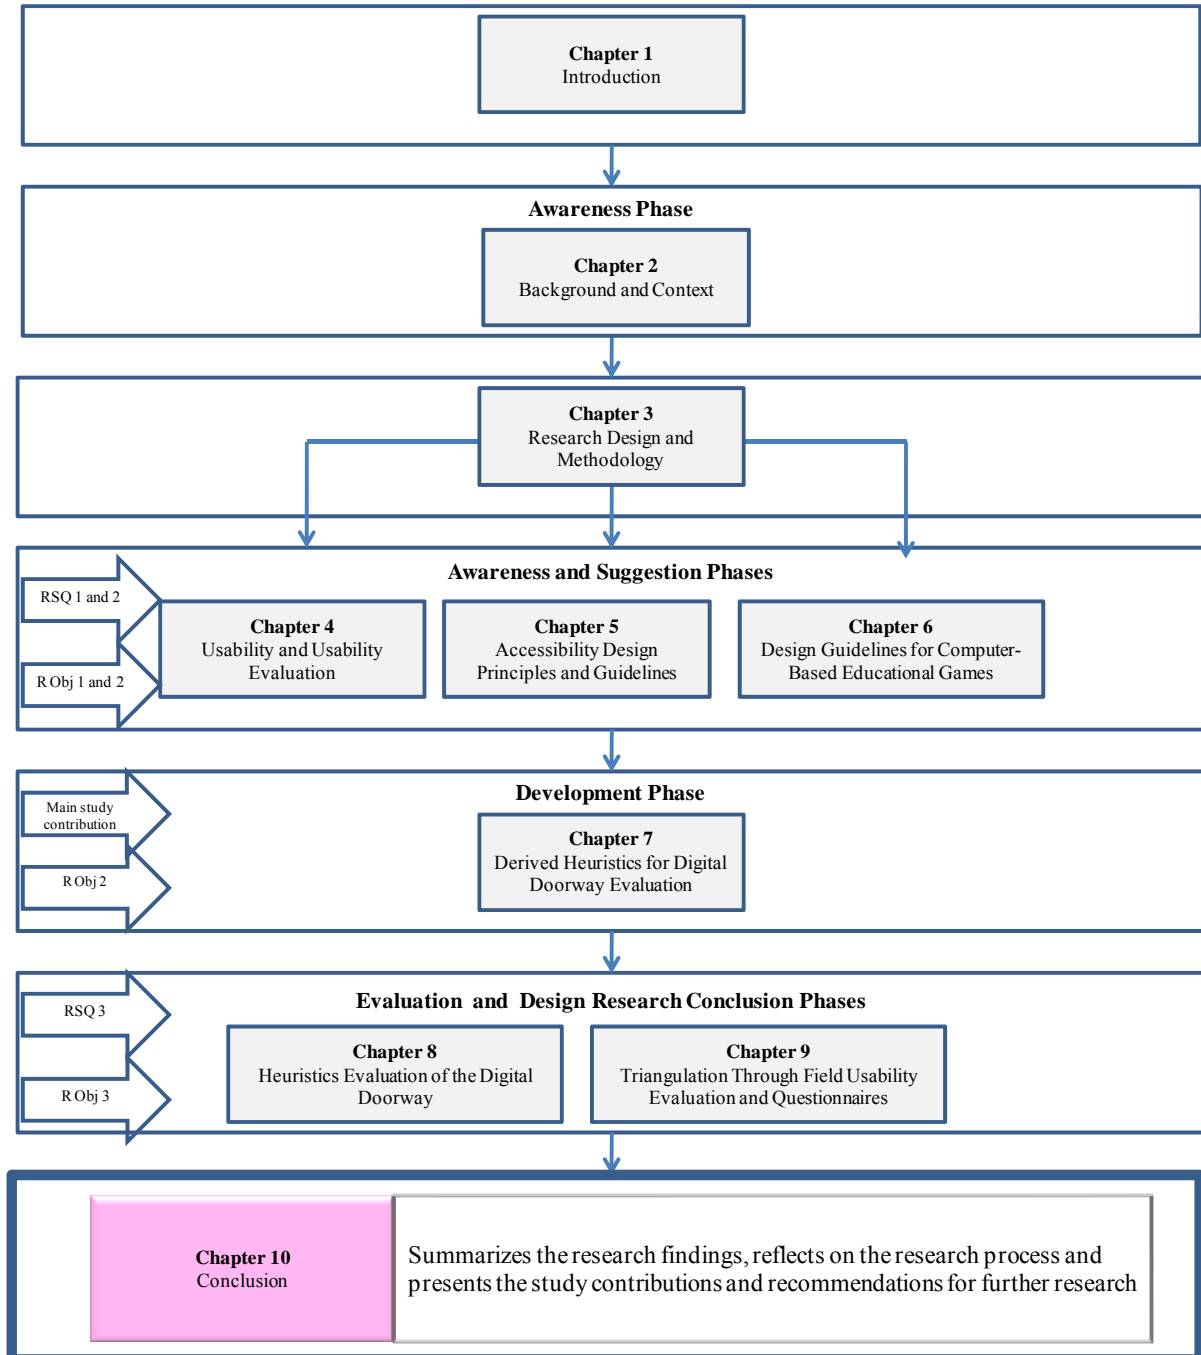 Chapter 1
Introduction
Awareness Phase
Chapter 2
Background and Context
Chapter 3
Research Design and
Methodology
Awareness and Suggestion Phases
RSQ 1 and 2
R Obj 1 and 2
Chapter 4
Usability and Usability
Evaluation
Chapter 5
Accessibility Design
Principles and Guidelines
Chapter 6
Design Guidelines for Computer-
Based Educational Games
Development Phase
Main study
contribution
R Obj 2
Chapter 7
Derived Heuristics for Digital
Doorway Evaluation
Evaluation and Design Research Conclusion Phases
RSQ 3
R Obj 3
Chapter 8
Heuristics Evaluation of the Digital
Doorway
Chapter 9
Triangulation Through Field Usability
Evaluation and Questionnaires
Chapter 10
Conclusion
Summarizes the research findings, reflects on the research process and
presents the study contributions and recommendations for further research